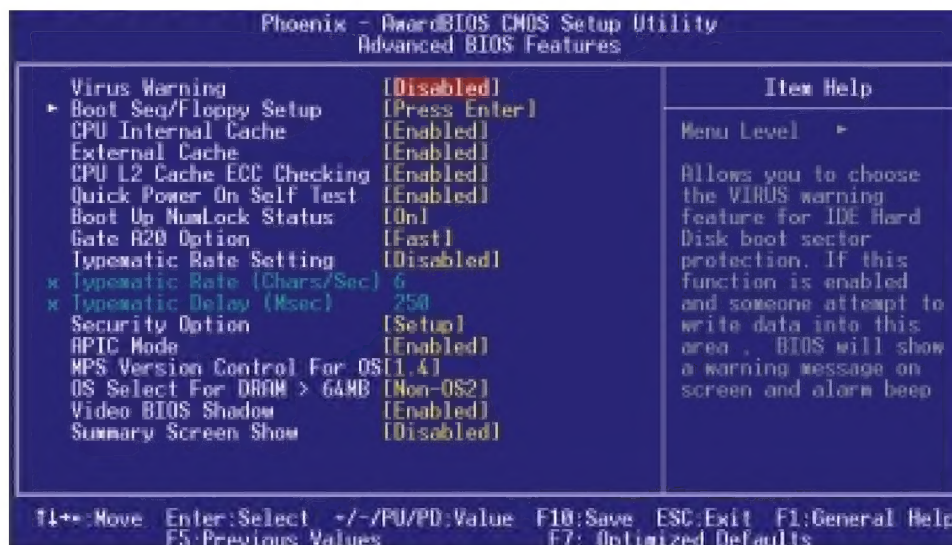 Phoenix - AwardBIOS CMOS Setup Utility
Advanced BIOS Features
Virus Warning [Disabled]
► Boot Seq/Floppy Setup [Press Enter]
CPU Internal Cache [Enabled]
External Cache [Enabled]
CPU L2 Cache ECC Checking [Enabled]
Quick Power On Self Test [Enabled]
Boot Up NumLock Status [On]
Gate A20 Option [Fast]
Typematic Rate Setting [Disabled]
x Typematic Rate (Chars/Sec) 6
x Typematic Delay (Msec) 250
Security Option [Setup]
APIC Mode [Enabled]
MPS Version Control For OS[1.4]
OS Select For DRAM > 64MB [Non-OS2]
Video BIOS Shadow [Enabled]
Summary Screen Show [Disabled]
Item Help
Menu Level ►
Allows you to choose
the VIRUS warning
feature for IDE Hard
Disk boot sector
protection. If this
function is enabled
and someone attempt to
write data into this
area . BIOS will show
a warning message on
screen and alarm beep
↑↓→←:Move Enter:Select +/-/PU/PD:Value F10:Save ESC:Exit F1:General Help
F5:Previous Values F7: Optimized Defaults